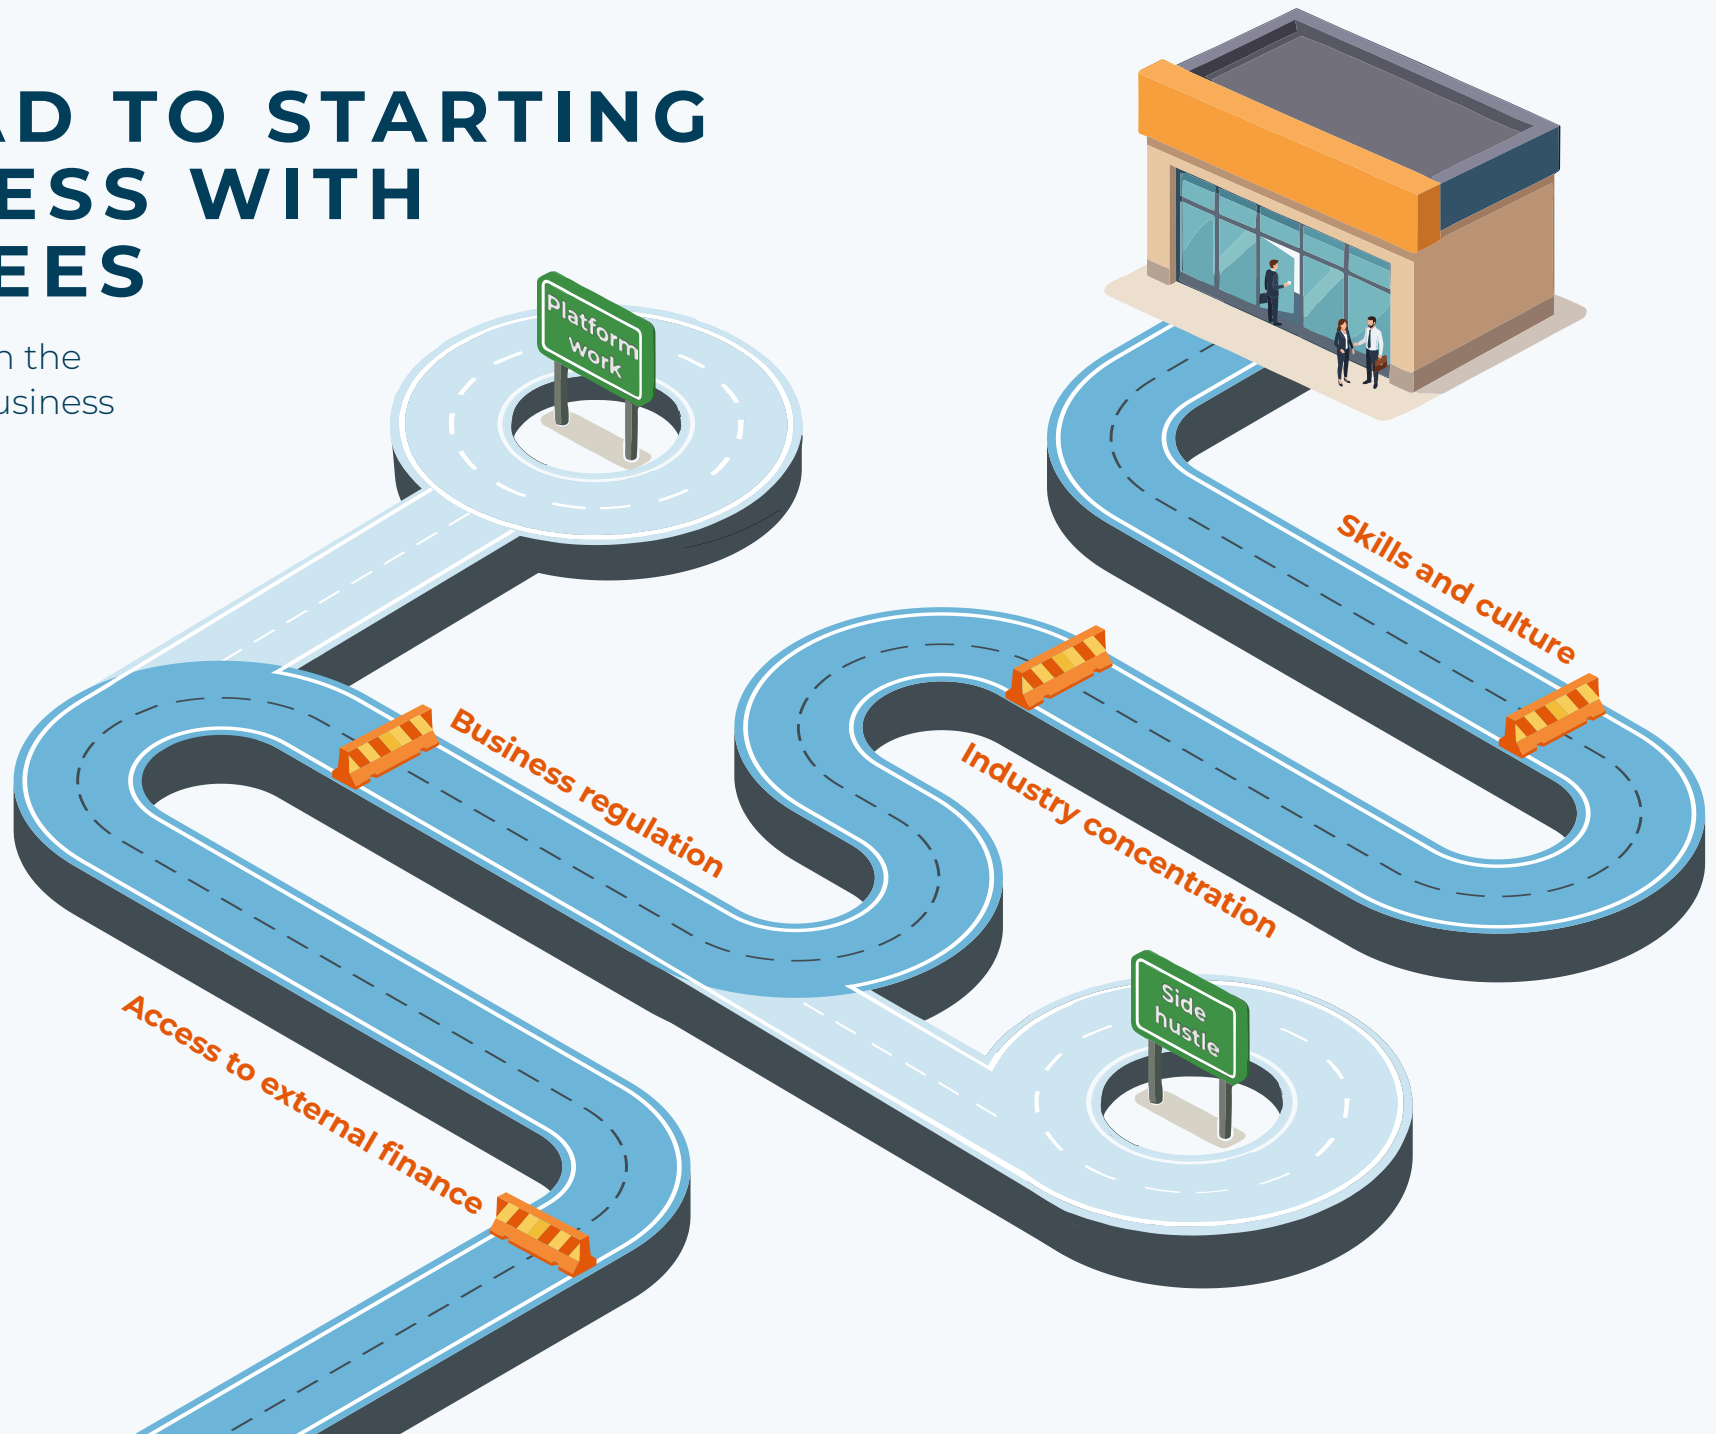 AD TO STARTING
ESS WITH
EES
n the
usiness
Platform
work
Skills and culture
Business regulation
Industry concentration
Side
hustle
Access to external finance